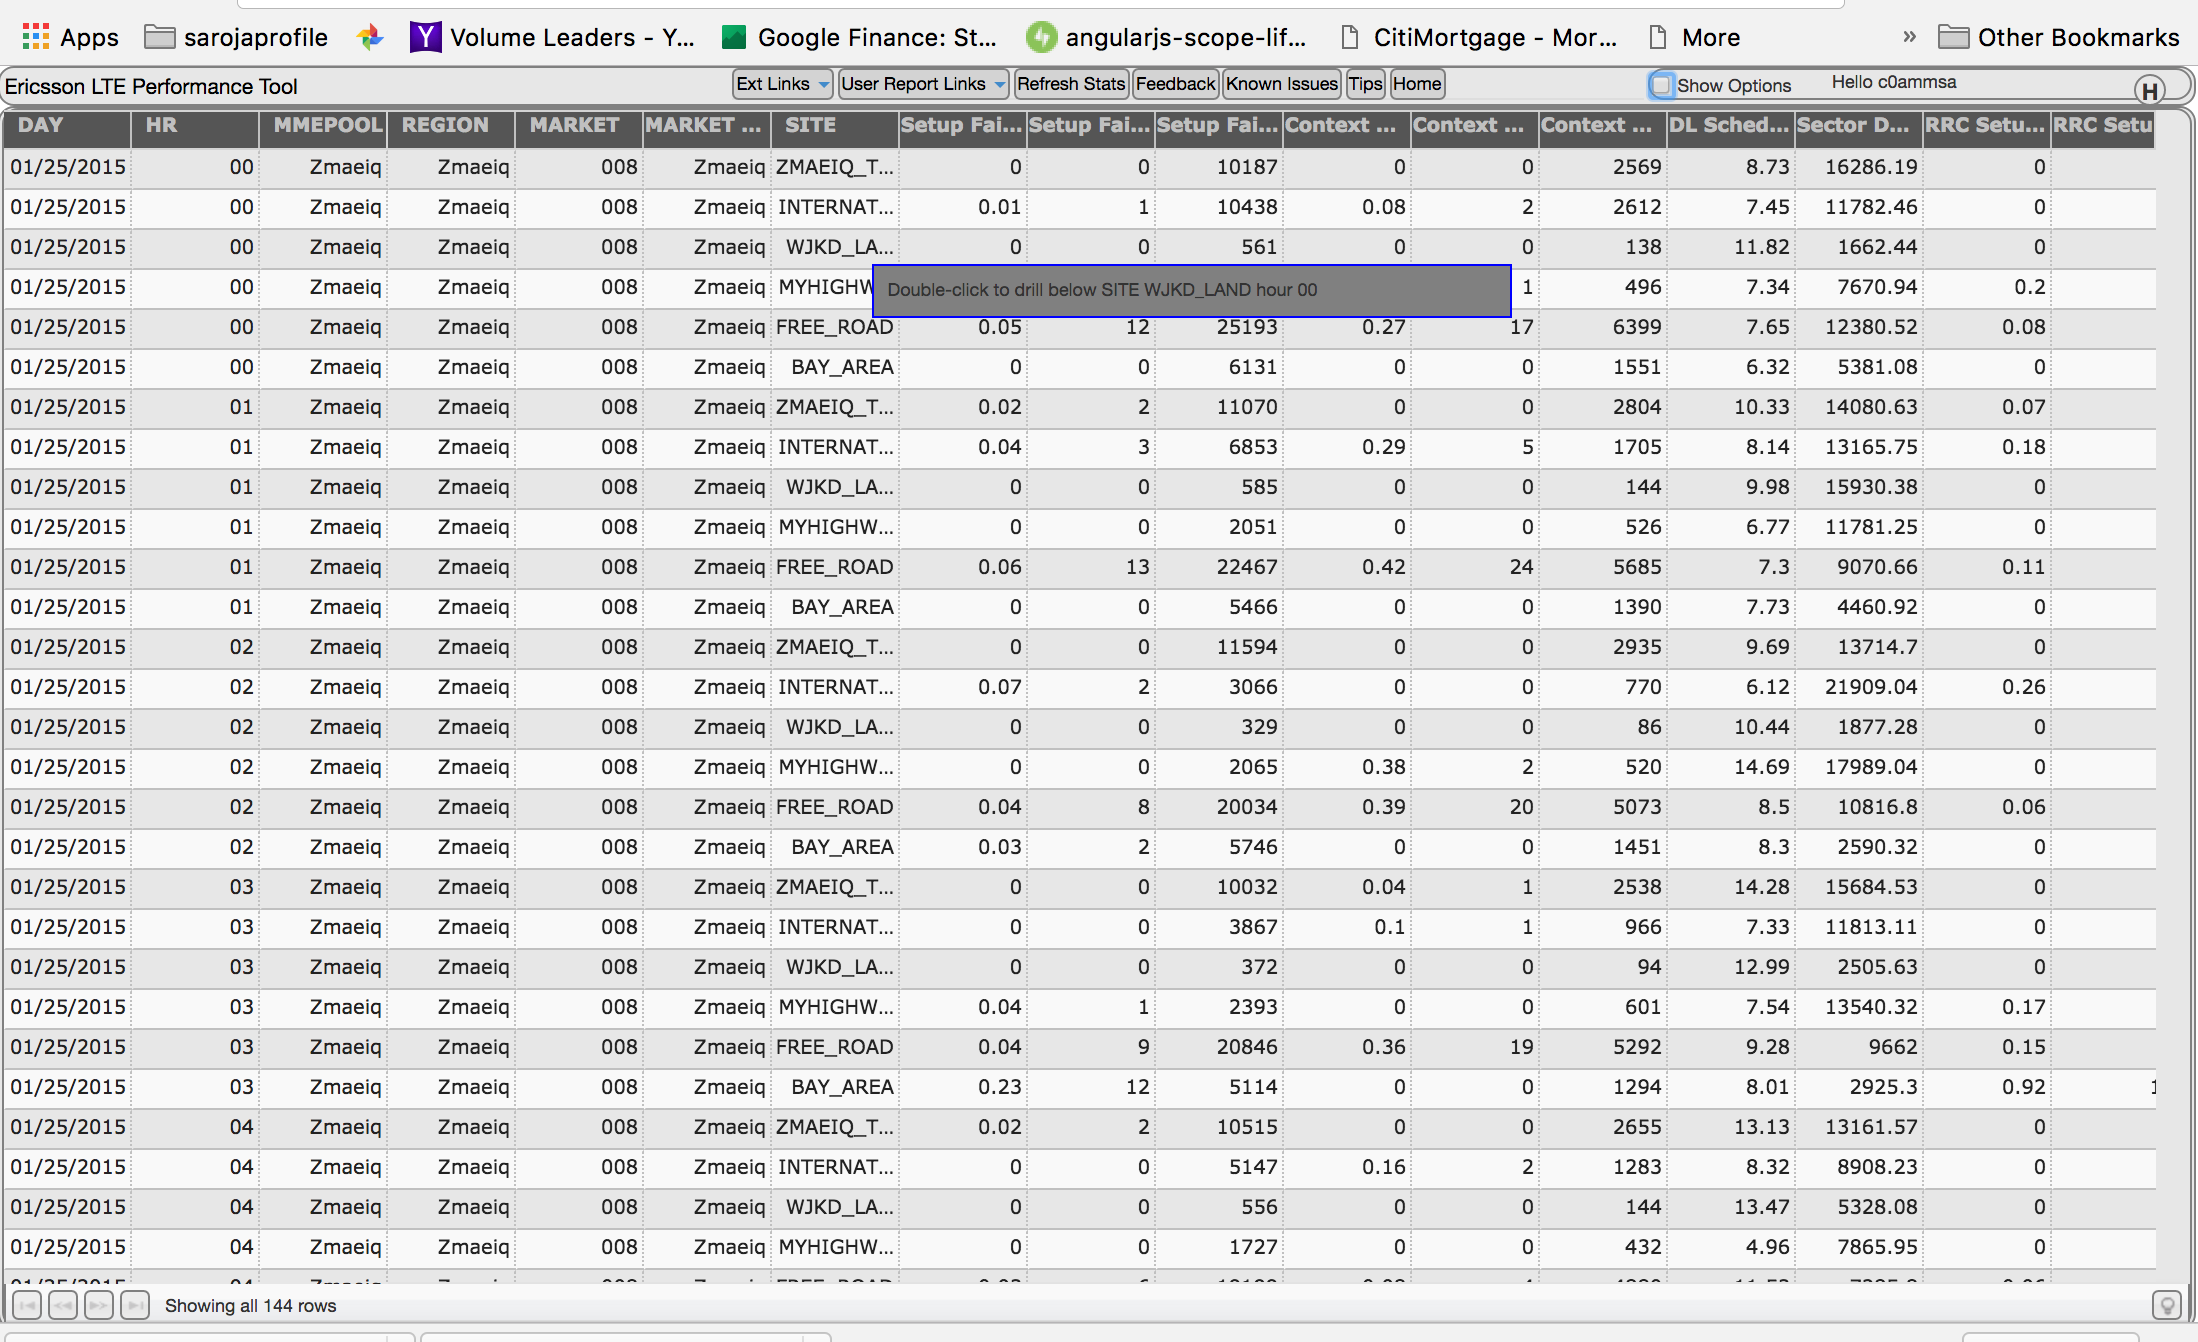 Apps sarojaprofile Volume Leaders - Y... Google Finance: St... angularjs-scope-lif... CitiMortgage - Mor... More » Other Bookmarks
Ericsson LTE Performance Tool Ext Links User Report Links Refresh Stats Feedback Known Issues Tips Home Show Options Hello c0ammsa H
DAY HR MMEPOOL REGION MARKET MARKET ... SITE Setup Fai... Setup Fai... Setup Fai... Context ... Context ... Context ... DL Sched... Sector D... RRC Setu... RRC Setu
01/25/2015 00 Zmaeiq Zmaeiq 008 Zmaeiq ZMAEIQ_T... 0 0 10187 0 0 2569 8.73 16286.19 0
01/25/2015 00 Zmaeiq Zmaeiq 008 Zmaeiq INTERNAT... 0.01 1 10438 0.08 2 2612 7.45 11782.46 0
01/25/2015 00 Zmaeiq Zmaeiq 008 Zmaeiq WJKD_LA... 0 0 561 0 0 138 11.82 1662.44 0
01/25/2015 00 Zmaeiq Zmaeiq 008 Zmaeiq MYHIGHW 1 496 7.34 7670.94 0.2
Double-click to drill below SITE WJKD_LAND hour 00
01/25/2015 00 Zmaeiq Zmaeiq 008 Zmaeiq FREE_ROAD 0.05 12 25193 0.27 17 6399 7.65 12380.52 0.08
01/25/2015 00 Zmaeiq Zmaeiq 008 Zmaeiq BAY_AREA 0 0 6131 0 0 1551 6.32 5381.08 0
01/25/2015 01 Zmaeiq Zmaeiq 008 Zmaeiq ZMAEIQ_T... 0.02 2 11070 0 0 2804 10.33 14080.63 0.07
01/25/2015 01 Zmaeiq Zmaeiq 008 Zmaeiq INTERNAT... 0.04 3 6853 0.29 5 1705 8.14 13165.75 0.18
01/25/2015 01 Zmaeiq Zmaeiq 008 Zmaeiq WJKD_LA... 0 0 585 0 0 144 9.98 15930.38 0
01/25/2015 01 Zmaeiq Zmaeiq 008 Zmaeiq MYHIGHW... 0 0 2051 0 0 526 6.77 11781.25 0
01/25/2015 01 Zmaeiq Zmaeiq 008 Zmaeiq FREE_ROAD 0.06 13 22467 0.42 24 5685 7.3 9070.66 0.11
01/25/2015 01 Zmaeiq Zmaeiq 008 Zmaeiq BAY_AREA 0 0 5466 0 0 1390 7.73 4460.92 0
01/25/2015 02 Zmaeiq Zmaeiq 008 Zmaeiq ZMAEIQ_T... 0 0 11594 0 0 2935 9.69 13714.7 0
01/25/2015 02 Zmaeiq Zmaeiq 008 Zmaeiq INTERNAT... 0.07 2 3066 0 0 770 6.12 21909.04 0.26
01/25/2015 02 Zmaeiq Zmaeiq 008 Zmaeiq WJKD_LA... 0 0 329 0 0 86 10.44 1877.28 0
01/25/2015 02 Zmaeiq Zmaeiq 008 Zmaeiq MYHIGHW... 0 0 2065 0.38 2 520 14.69 17989.04 0
01/25/2015 02 Zmaeiq Zmaeiq 008 Zmaeiq FREE_ROAD 0.04 8 20034 0.39 20 5073 8.5 10816.8 0.06
01/25/2015 02 Zmaeiq Zmaeiq 008 Zmaeiq BAY_AREA 0.03 2 5746 0 0 1451 8.3 2590.32 0
01/25/2015 03 Zmaeiq Zmaeiq 008 Zmaeiq ZMAEIQ_T... 0 0 10032 0.04 1 2538 14.28 15684.53 0
01/25/2015 03 Zmaeiq Zmaeiq 008 Zmaeiq INTERNAT... 0 0 3867 0.1 1 966 7.33 11813.11 0
01/25/2015 03 Zmaeiq Zmaeiq 008 Zmaeiq WJKD_LA... 0 0 372 0 0 94 12.99 2505.63 0
01/25/2015 03 Zmaeiq Zmaeiq 008 Zmaeiq MYHIGHW... 0.04 1 2393 0 0 601 7.54 13540.32 0.17
01/25/2015 03 Zmaeiq Zmaeiq 008 Zmaeiq FREE_ROAD 0.04 9 20846 0.36 19 5292 9.28 9662 0.15
01/25/2015 03 Zmaeiq Zmaeiq 008 Zmaeiq BAY_AREA 0.23 12 5114 0 0 1294 8.01 2925.3 0.92
01/25/2015 04 Zmaeiq Zmaeiq 008 Zmaeiq ZMAEIQ_T... 0.02 2 10515 0 0 2655 13.13 13161.57 0
01/25/2015 04 Zmaeiq Zmaeiq 008 Zmaeiq INTERNAT... 0 0 5147 0.16 2 1283 8.32 8908.23 0
01/25/2015 04 Zmaeiq Zmaeiq 008 Zmaeiq WJKD_LA... 0 0 556 0 0 144 13.47 5328.08 0
01/25/2015 04 Zmaeiq Zmaeiq 008 Zmaeiq MYHIGHW... 0 0 1727 0 0 432 4.96 7865.95 0
Showing all 144 rows